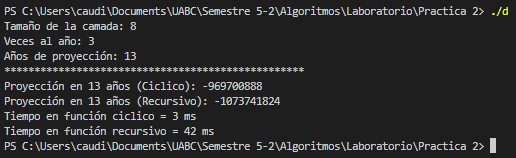 PS C:\Users\caudi\Documents\UABC\Semestre 5-2\Algoritmos\Laboratorio\Practica 2> ./d
Tamaño de la camada: 8
Veces al año: 3
Años de proyección: 13
**************************************************
Proyección en 13 años (Ciclico): -969700888
Proyección en 13 años (Recursivo): -1073741824
Tiempo en función ciclico = 3 ms
Tiempo en función recursivo = 42 ms
PS C:\Users\caudi\Documents\UABC\Semestre 5-2\Algoritmos\Laboratorio\Practica 2>